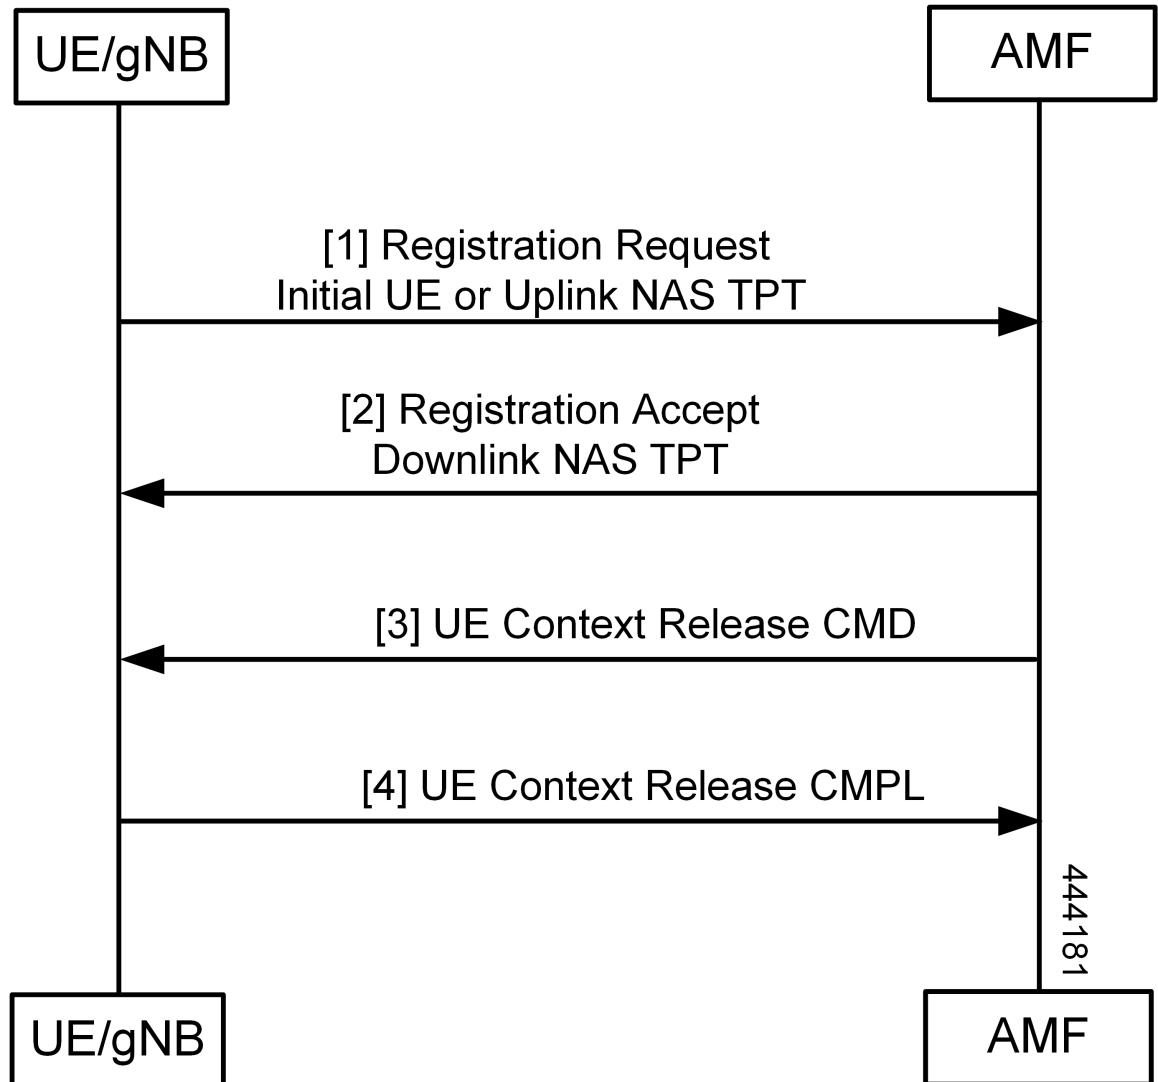 UE/gNB
AMF
[1] Registration Request
Initial UE or Uplink NAS TPT
[2] Registration Accept
Downlink NAS TPT
[3] UE Context Release CMD
[4] UE Context Release CMPL
444181
UE/gNB
AMF